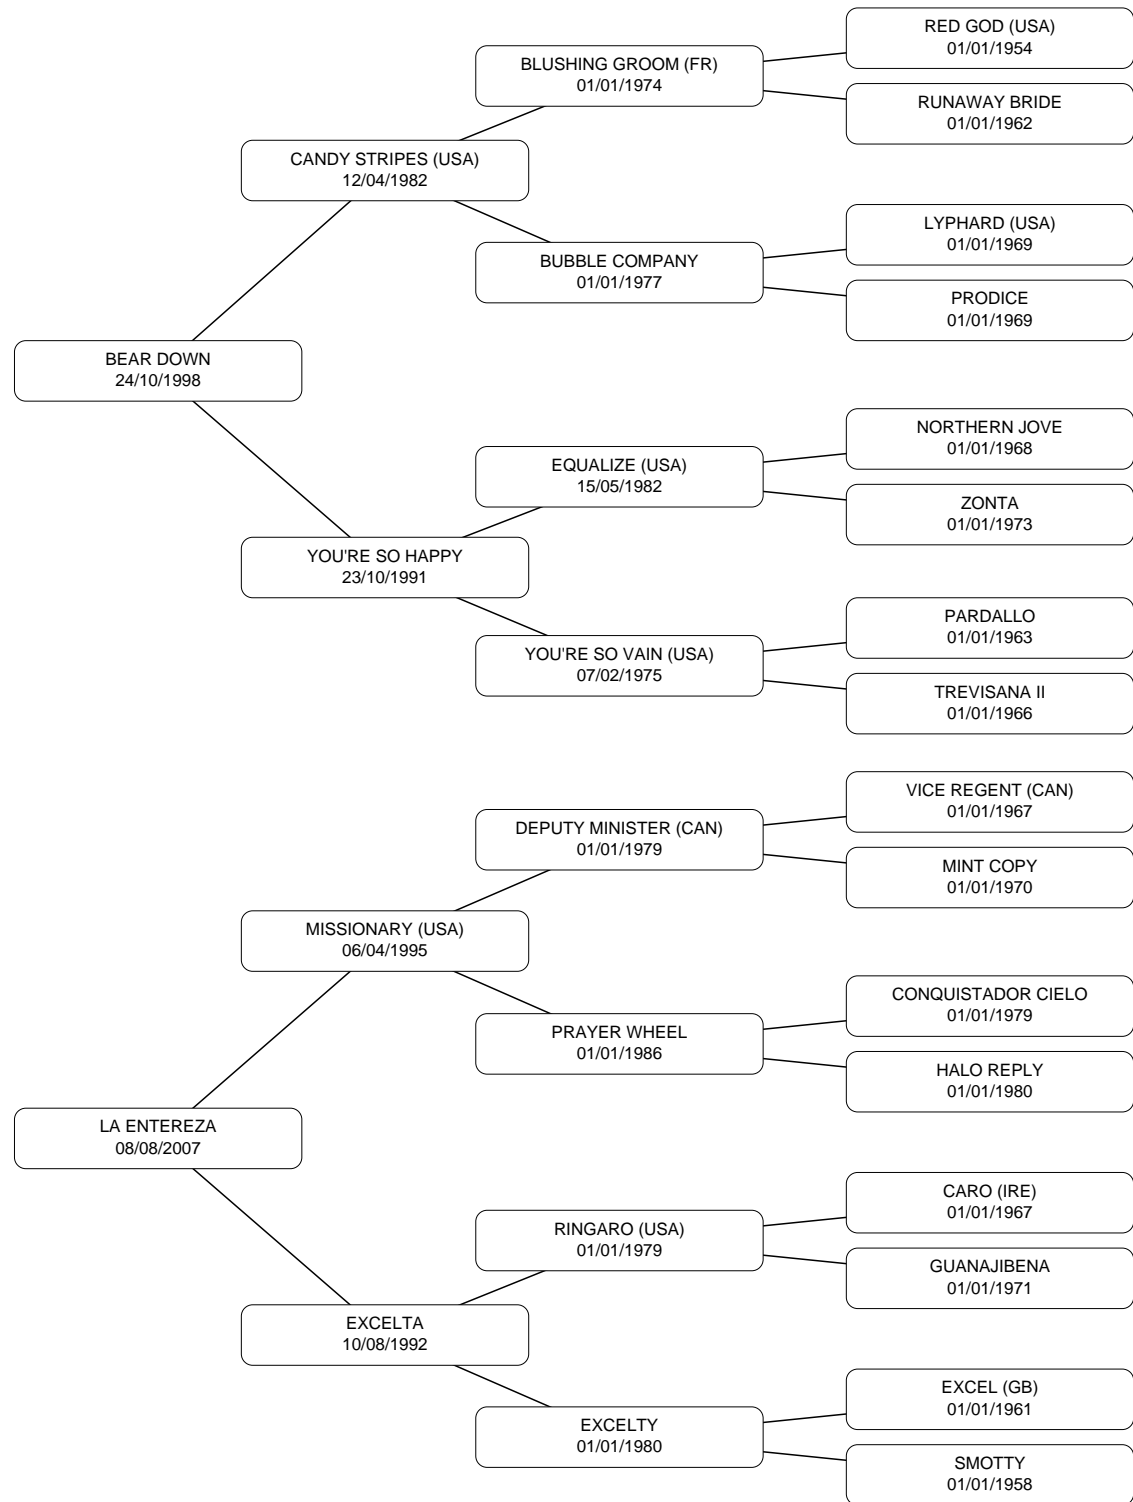 RED GOD (USA)
01/01/1954
BLUSHING GROOM (FR)
01/01/1974
RUNAWAY BRIDE
01/01/1962
CANDY STRIPES (USA)
12/04/1982
LYPHARD (USA)
01/01/1969
BUBBLE COMPANY
01/01/1977
PRODICE
01/01/1969
BEAR DOWN
24/10/1998
NORTHERN JOVE
01/01/1968
EQUALIZE (USA)
15/05/1982
ZONTA
01/01/1973
YOU'RE SO HAPPY
23/10/1991
PARDALLO
01/01/1963
YOU'RE SO VAIN (USA)
07/02/1975
TREVISANA II
01/01/1966
VICE REGENT (CAN)
01/01/1967
DEPUTY MINISTER (CAN)
01/01/1979
MINT COPY
01/01/1970
MISSIONARY (USA)
06/04/1995
CONQUISTADOR CIELO
01/01/1979
PRAYER WHEEL
01/01/1986
HALO REPLY
01/01/1980
LA ENTEREZA
08/08/2007
CARO (IRE)
01/01/1967
RINGARO (USA)
01/01/1979
GUANAJIBENA
01/01/1971
EXCELTA
10/08/1992
EXCEL (GB)
01/01/1961
EXCELTY
01/01/1980
SMOTTY
01/01/1958